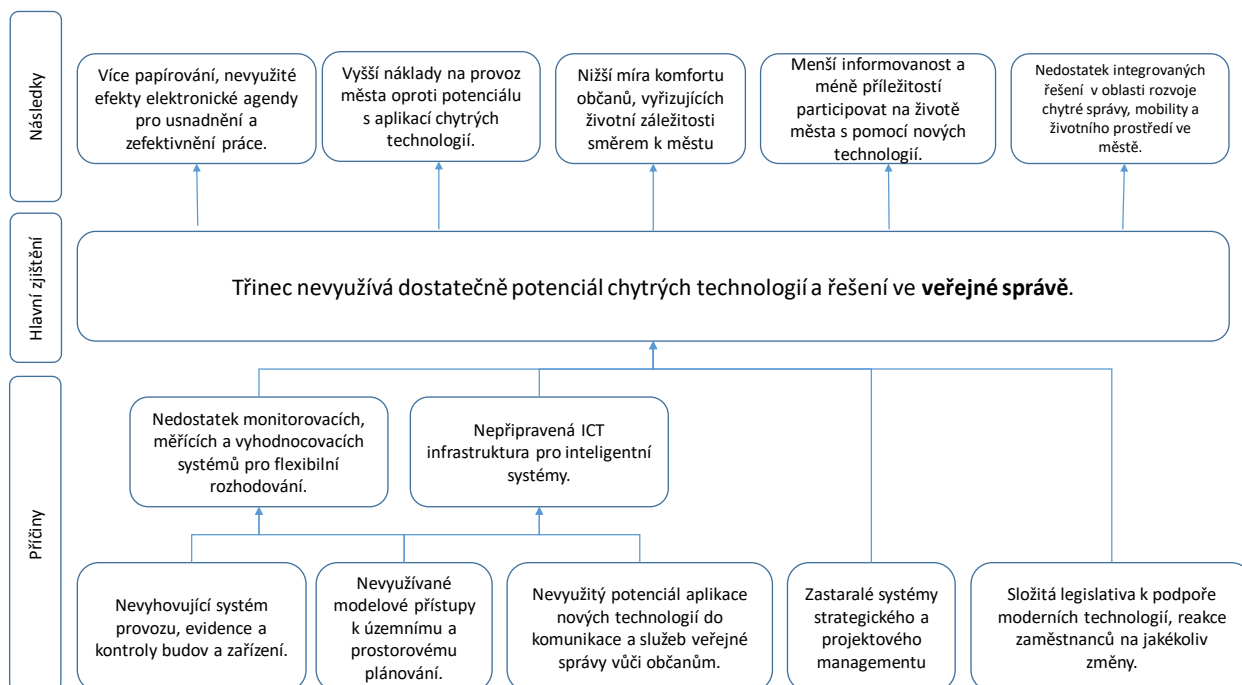 Následky
Více papírování, nevyužité
efekty elektronické agendy
pro usnadnění a
zefektivnění práce.
Vyšší náklady na provoz
města oproti potenciálu
s aplikací chytrých
technologií.
Nižší míra komfortu
občanů, vyřizujících
životní záležitosti
směrem k městu
Menší informovanost a
méně příležitostí
participovat na životě
města s pomocí nových
technologií.
Nedostatek integrovaných
řešení v oblasti rozvoje
chytré správy, mobility a
životního prostředí ve
městě.
Hlavní zjištění
Třinec nevyužívá dostatečně potenciál chytrých technologií a řešení ve veřejné správě.
Příčiny
Nedostatek monitorovacích,
měřících a vyhodnocovacích
systémů pro flexibilní
rozhodování.
Nepřipravená ICT
infrastruktura pro inteligentní
systémy.
Nevyhovující systém
provozu, evidence a
kontroly budov a zařízení.
Nevyužívané
modelové přístupy
k územnímu a
prostorovému
plánování.
Nevyužitý potenciál aplikace
nových technologií do
komunikace a služeb veřejné
správy vůči občanům.
Zastaralé systémy
strategického a
projektového
managementu
Složitá legislativa k podpoře
moderních technologií, reakce
zaměstnanců na jakékoliv
změny.